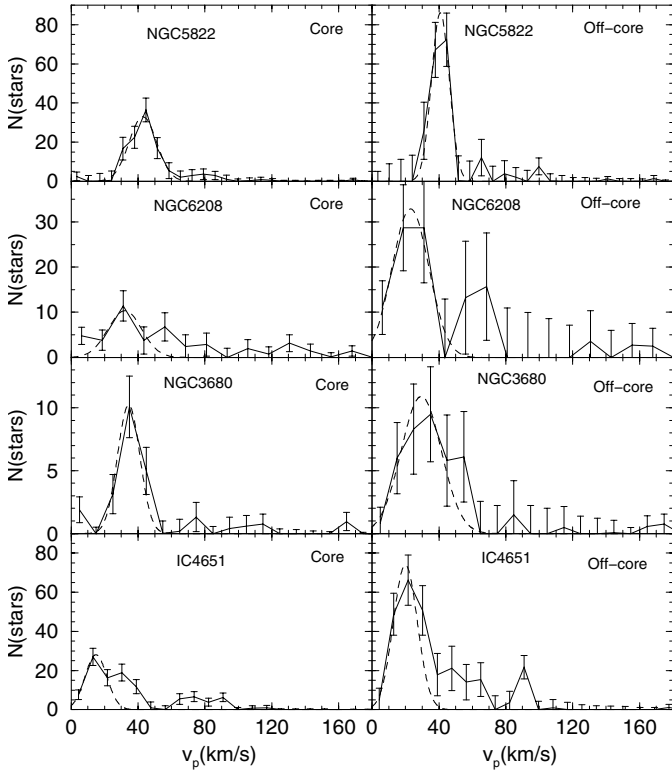 NGC5822 Core
NGC5822 Off-core
N(stars)
80
60
40
20
0
NGC6208 Core
NGC6208 Off-core
N(stars)
30
20
10
0
NGC3680 Core
NGC3680 Off-core
N(stars)
10
5
0
IC4651 Core
IC4651 Off-core
N(stars)
80
60
40
20
0
0 40 80 120 160 0 40 80 120 160
v_p(km/s) v_p(km/s)